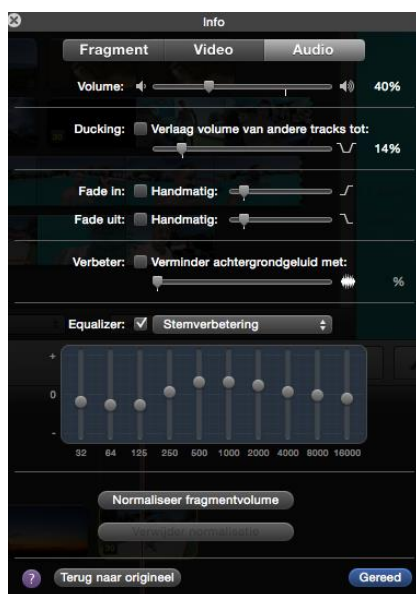 Info
Fragment Video Audio
Volume: 40%
Ducking: Verlaag volume van andere tracks tot:
14%
Fade in: Handmatig:
Fade uit: Handmatig:
Verbeter: Verminder achtergrondgeluid met:
%
Equalizer: Stemverbetering
+
0
-
32 64 125 250 500 1000 2000 4000 8000 16000
Normaliseer fragmentvolume
Verwijder normalisatie
? Terug naar origineel Gereed